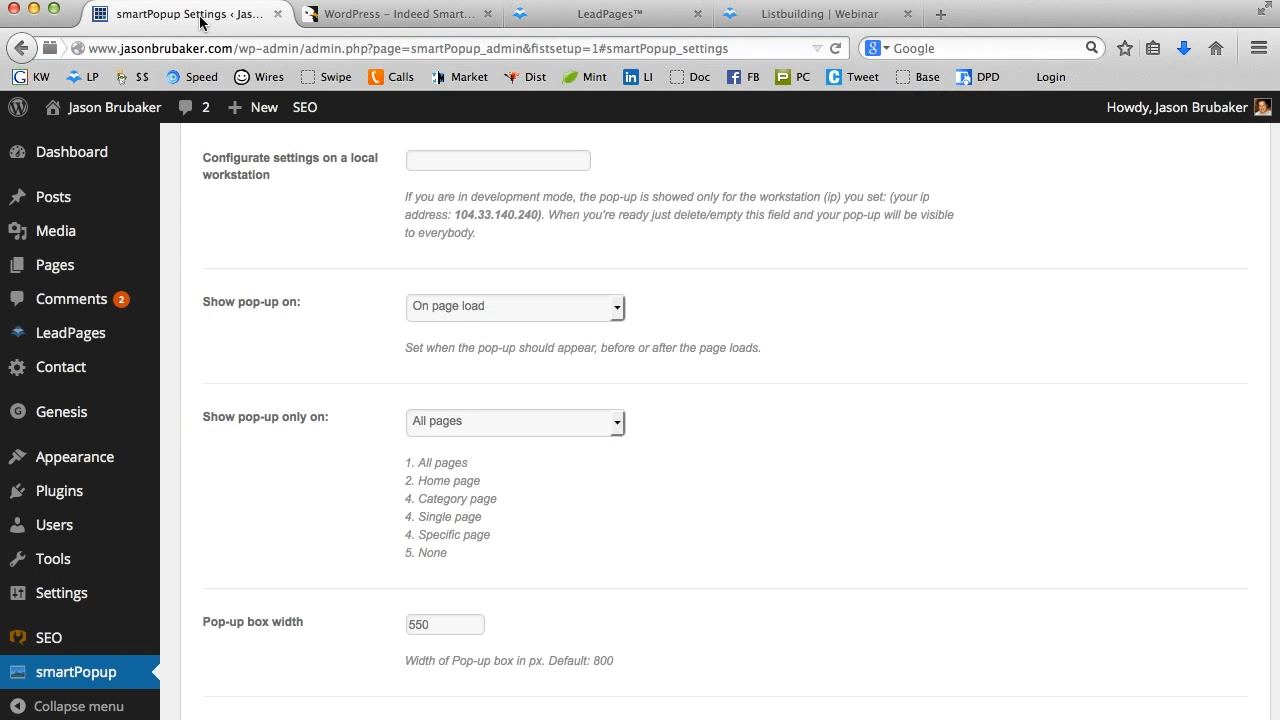 smartPopup Settings ‹ Jas...
WordPress – Indeed Smart...
LeadPages™
Listbuilding | Webinar
www.jasonbrubaker.com/wp-admin/admin.php?page=smartPopup_admin&fistsetup=1#smartPopup_settings
Google
KW
LP
$$
Speed
Wires
Swipe
Calls
Market
Dist
Mint
LI
Doc
FB
PC
Tweet
Base
DPD
Login
Jason Brubaker
2
New
SEO
Howdy, Jason Brubaker
Dashboard
Posts
Media
Pages
Comments 2
LeadPages
Contact
Genesis
Appearance
Plugins
Users
Tools
Settings
SEO
smartPopup
Collapse menu
Configurate settings on a local
workstation
If you are in development mode, the pop-up is showed only for the workstation (ip) you set: (your ip
address: 104.33.140.240). When you're ready just delete/empty this field and your pop-up will be visible
to everybody.
Show pop-up on:
On page load
Set when the pop-up should appear, before or after the page loads.
Show pop-up only on:
All pages
1. All pages
2. Home page
4. Category page
4. Single page
4. Specific page
5. None
Pop-up box width
550
Width of Pop-up box in px. Default: 800